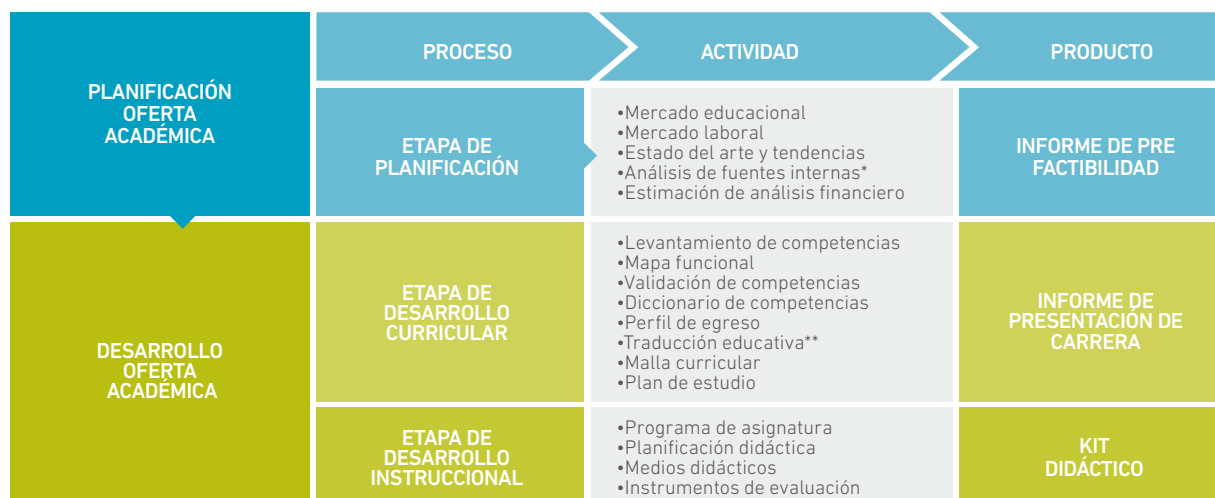 PLANIFICACIÓN
OFERTA
ACADÉMICA
PROCESO
ACTIVIDAD
PRODUCTO
ETAPA DE
PLANIFICACIÓN
•Mercado educacional
•Mercado laboral
•Estado del arte y tendencias
•Análisis de fuentes internas*
•Estimación de análisis financiero
INFORME DE PRE
FACTIBILIDAD
DESARROLLO
OFERTA
ACADÉMICA
ETAPA DE
DESARROLLO
CURRICULAR
•Levantamiento de competencias
•Mapa funcional
•Validación de competencias
•Diccionario de competencias
•Perfil de egreso
•Traducción educativa**
•Malla curricular
•Plan de estudio
INFORME DE
PRESENTACIÓN DE
CARRERA
ETAPA DE
DESARROLLO
INSTRUCCIONAL
•Programa de asignatura
•Planificación didáctica
•Medios didácticos
•Instrumentos de evaluación
KIT
DIDÁCTICO